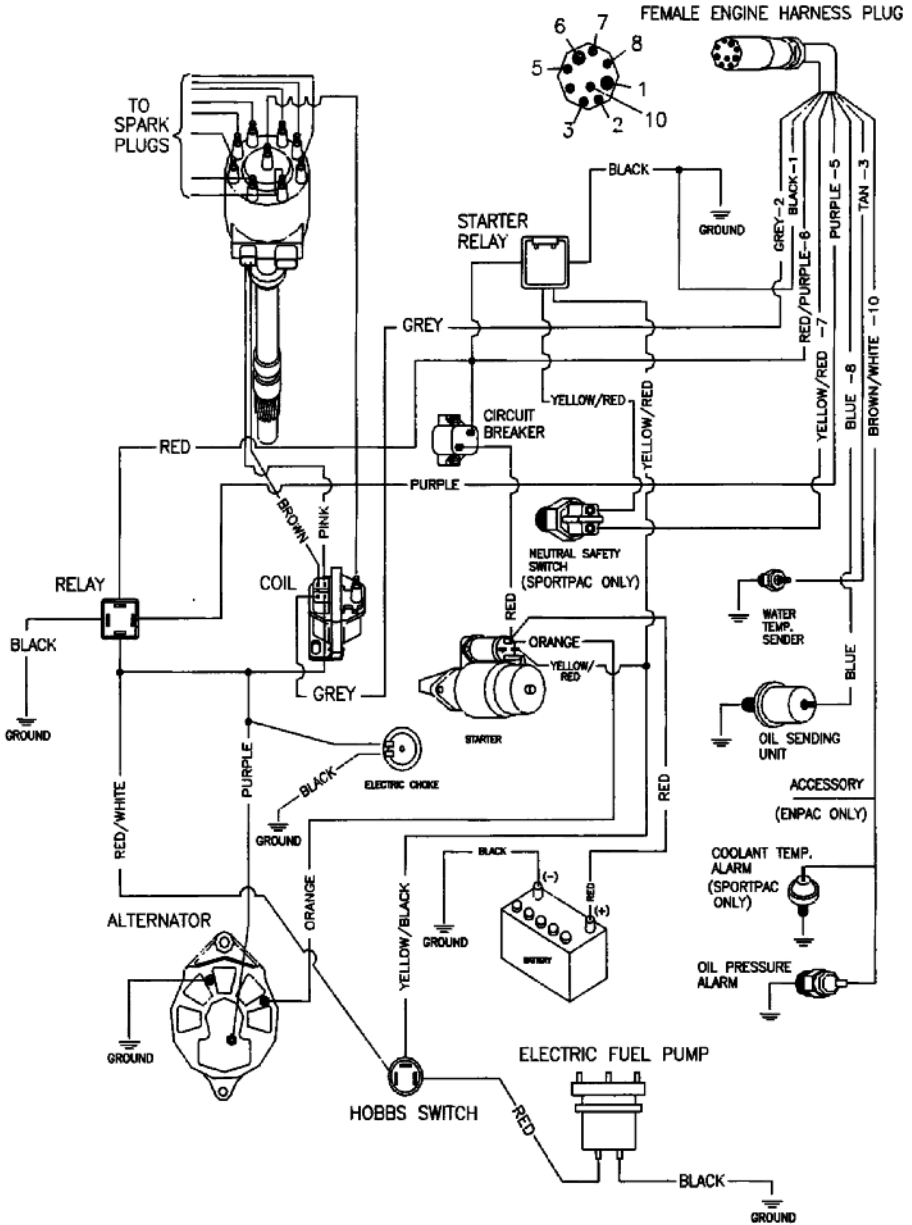 FEMALE ENGINE HARNESS PLUG
7
6
8
5
1
10
3
2
TO
SPARK
PLUGS
BLACK
GROUND
STARTER
RELAY
GREY-2
BLACK-1
RED/PURPLE-6
YELLOW/RED -7
PURPLE -5
BLUE -8
TAN -3
BROWN/WHITE -10
GREY
YELLOW/RED
YELLOW/RED
CIRCUIT
BREAKER
RED
PURPLE
BROWN
PINK
NEUTRAL SAFETY
SWITCH
(SPORTPAC ONLY)
RELAY
COIL
RED
WATER
TEMP.
SENDER
BLACK
ORANGE
YELLOW/
RED
BLUE
GREY
GROUND
STARTER
OIL SENDING
UNIT
PURPLE
BLACK
ELECTRIC CHOKE
RED
RED/WHITE
GROUND
ACCESSORY
(ENPAC ONLY)
BLACK
(-)
RED
(+)
COOLANT TEMP.
ALARM
(SPORTPAC
ONLY)
ORANGE
YELLOW/BLACK
GROUND
BATTERY
ALTERNATOR
OIL PRESSURE
ALARM
GROUND
ELECTRIC FUEL PUMP
HOBBS SWITCH
RED
BLACK
GROUND